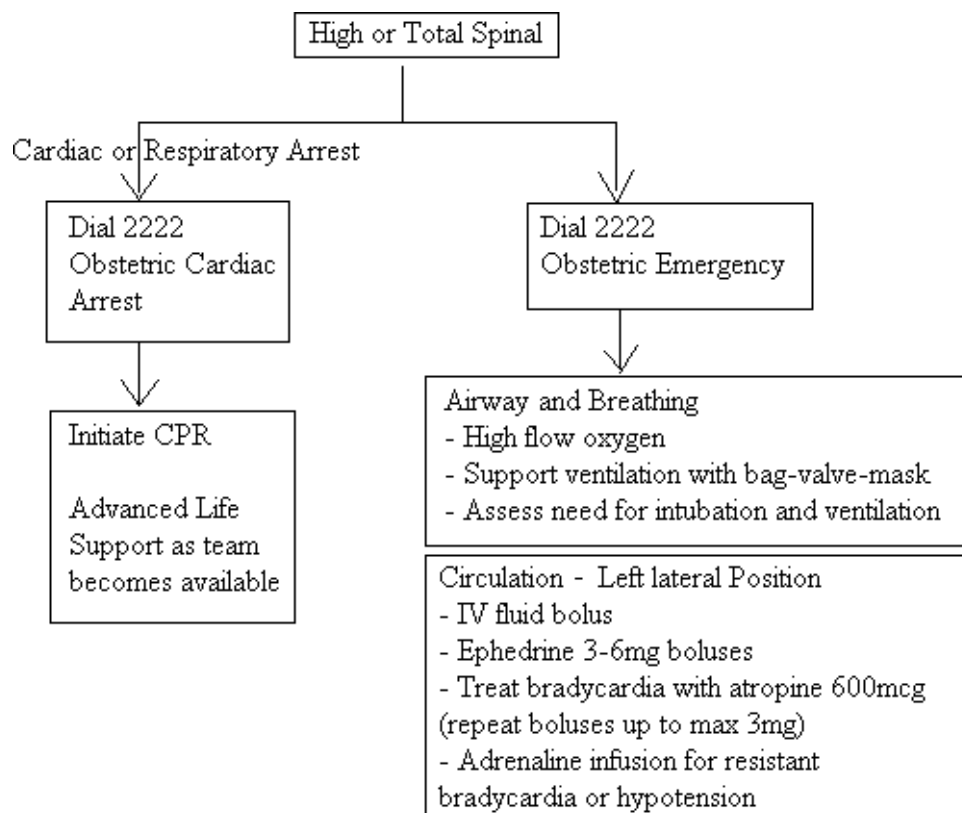 High or Total Spinal
Cardiac or Respiratory Arrest
Dial 2222
Obstetric Cardiac
Arrest
Initiate CPR
Advanced Life
Support as team
becomes available
Dial 2222
Obstetric Emergency
Airway and Breathing
- High flow oxygen
- Support ventilation with bag-valve-mask
- Assess need for intubation and ventilation
Circulation - Left lateral Position
- IV fluid bolus
- Ephedrine 3-6mg boluses
- Treat bradycardia with atropine 600mcg
(repeat boluses up to max 3mg)
- Adrenaline infusion for resistant
bradycardia or hypotension